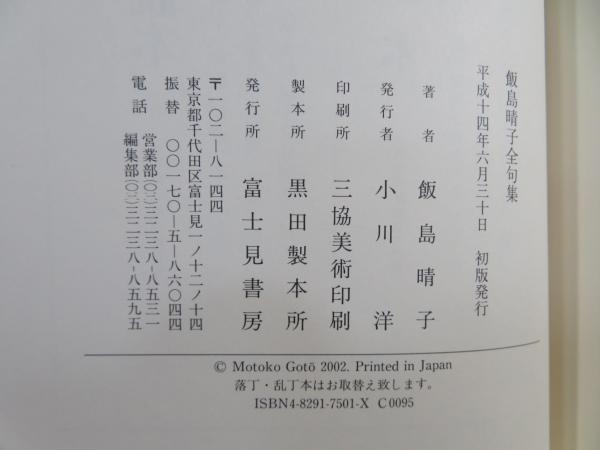 飯島晴子全句集
平成十四年六月三十日　初版発行
著者　飯島晴子
発行者　小川　洋
印刷所　三協美術印刷
製本所　黒田製本所
発行所　富士見書房
〒一〇二―八一四四
東京都千代田区富士見一ノ十二ノ十四
振替　〇〇一七〇―五―八六〇四四
電話　営業部(〇三)三二三八―八五三一
編集部(〇三)三二三八―八五九五
© Motoko Gotō 2002. Printed in Japan
落丁・乱丁本はお取替え致します。
ISBN4-8291-7501-X C0095